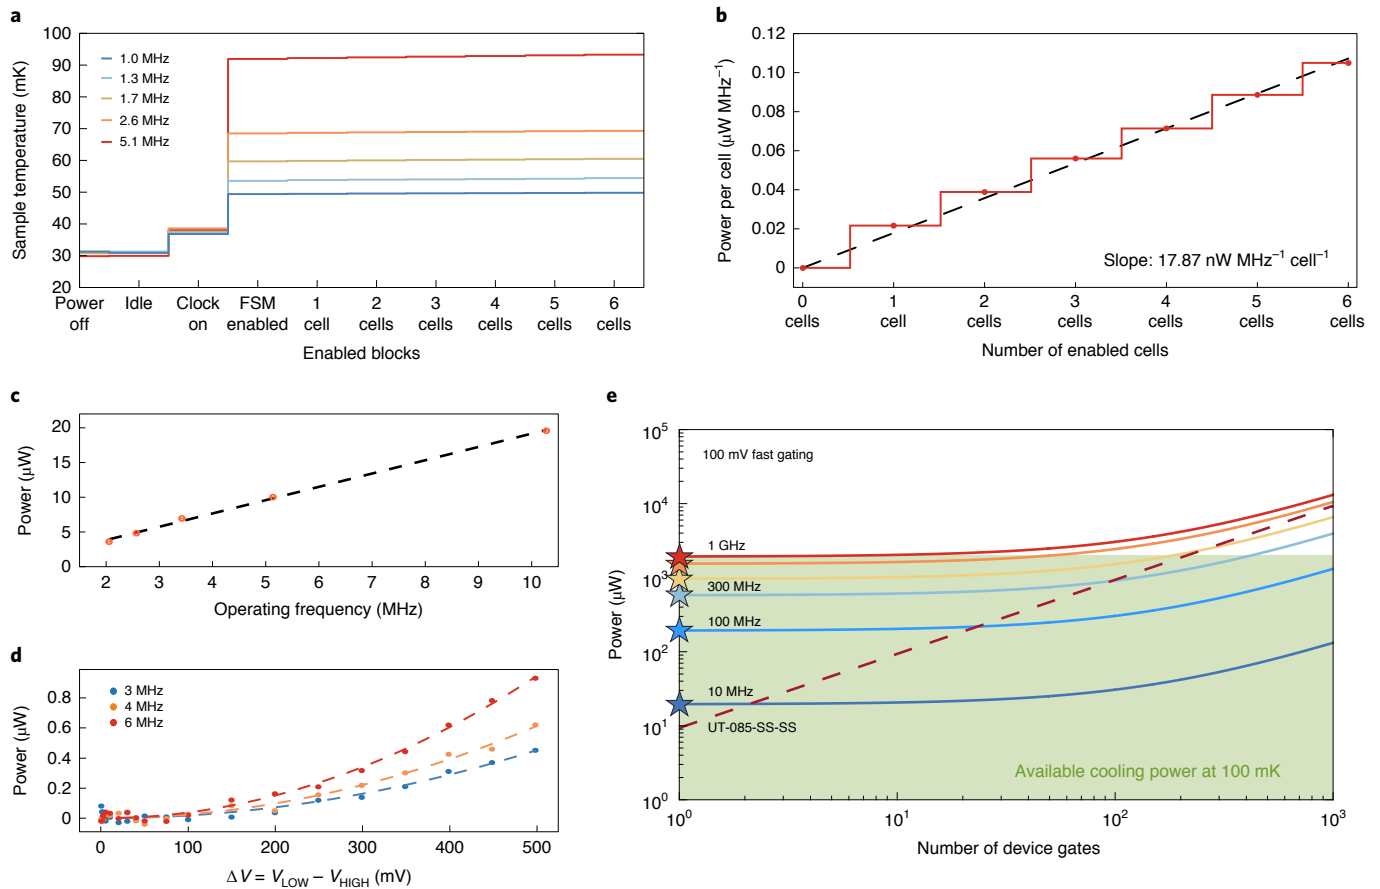 a
100
90
80
70
60
50
40
30
20
Sample temperature (mK)
1.0 MHz
1.3 MHz
1.7 MHz
2.6 MHz
5.1 MHz
Power off
Idle
Clock on
FSM enabled
1 cell
2 cells
3 cells
4 cells
5 cells
6 cells
Enabled blocks
b
0.12
0.10
0.08
0.06
0.04
0.02
0
Power per cell (µW MHz⁻¹)
Slope: 17.87 nW MHz⁻¹ cell⁻¹
0 cells
1 cell
2 cells
3 cells
4 cells
5 cells
6 cells
Number of enabled cells
c
20
15
10
5
0
Power (µW)
2 3 4 5 6 7 8 9 10
Operating frequency (MHz)
d
0.8
0.6
0.4
0.2
0
Power (µW)
3 MHz
4 MHz
6 MHz
0 100 200 300 400 500
ΔV = V_LOW – V_HIGH (mV)
e
10⁵
10⁴
10³
10²
10¹
10⁰
Power (µW)
100 mV fast gating
1 GHz
300 MHz
100 MHz
10 MHz
UT-085-SS-SS
Available cooling power at 100 mK
10⁰ 10¹ 10² 10³
Number of device gates